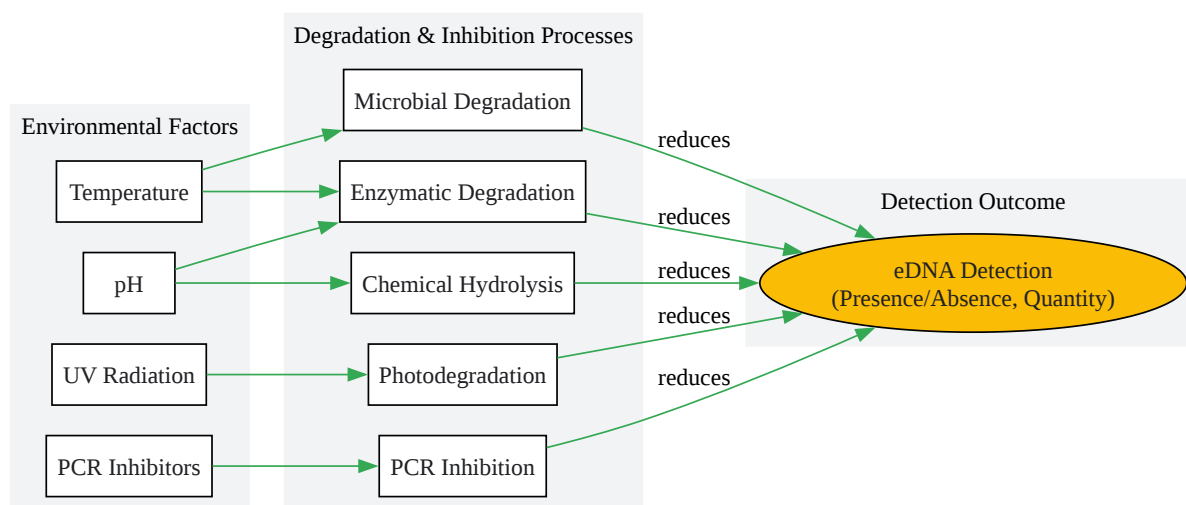 Environmental Factors
Temperature
pH
UV Radiation
PCR Inhibitors
Degradation & Inhibition Processes
Microbial Degradation
Enzymatic Degradation
Chemical Hydrolysis
Photodegradation
PCR Inhibition
reduces
reduces
reduces
reduces
reduces
Detection Outcome
eDNA Detection
(Presence/Absence, Quantity)